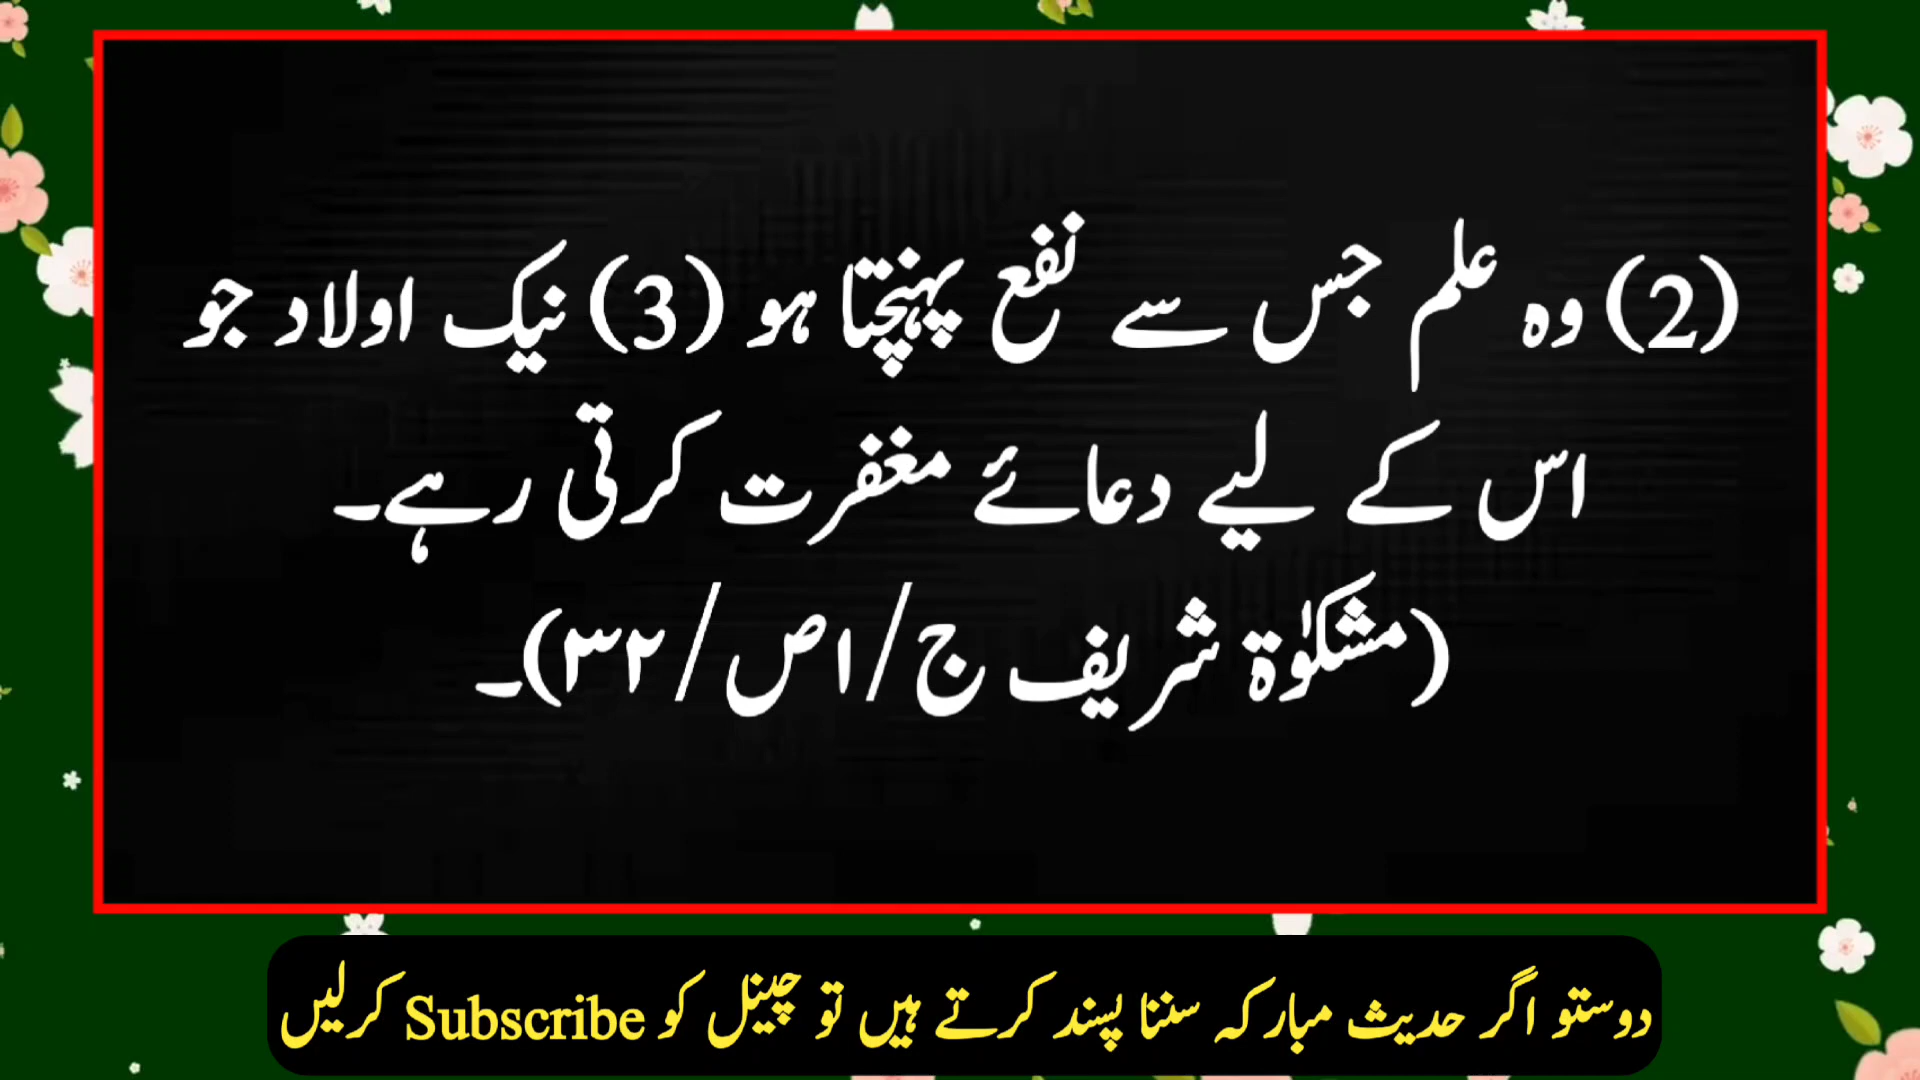 (2) وہ علم جس سے نفع پہنچتا ہو (3) نیک اولاد جو
اس کے لیے دعائے مغفرت کرتی رہے۔
(مشکوٰۃ شریف ج/۱ص/۳۲)۔
دوستو اگر حدیث مبارکہ سننا پسند کرتے ہیں تو چینل کو Subscribe کرلیں